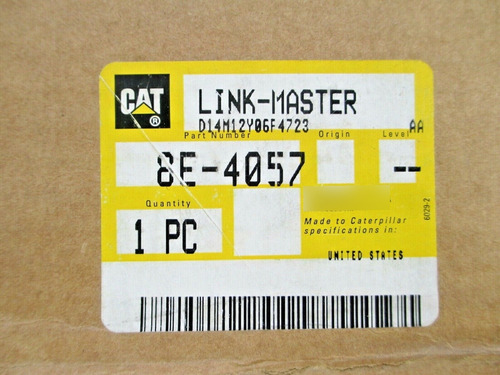 CAT
®
LINK-MASTER
D14M12Y06F4723 AA
Part Number Origin Level
8E-4057 --
Quantity
1 PC
Made to Caterpillar
specifications in:
UNITED STATES
6029-2